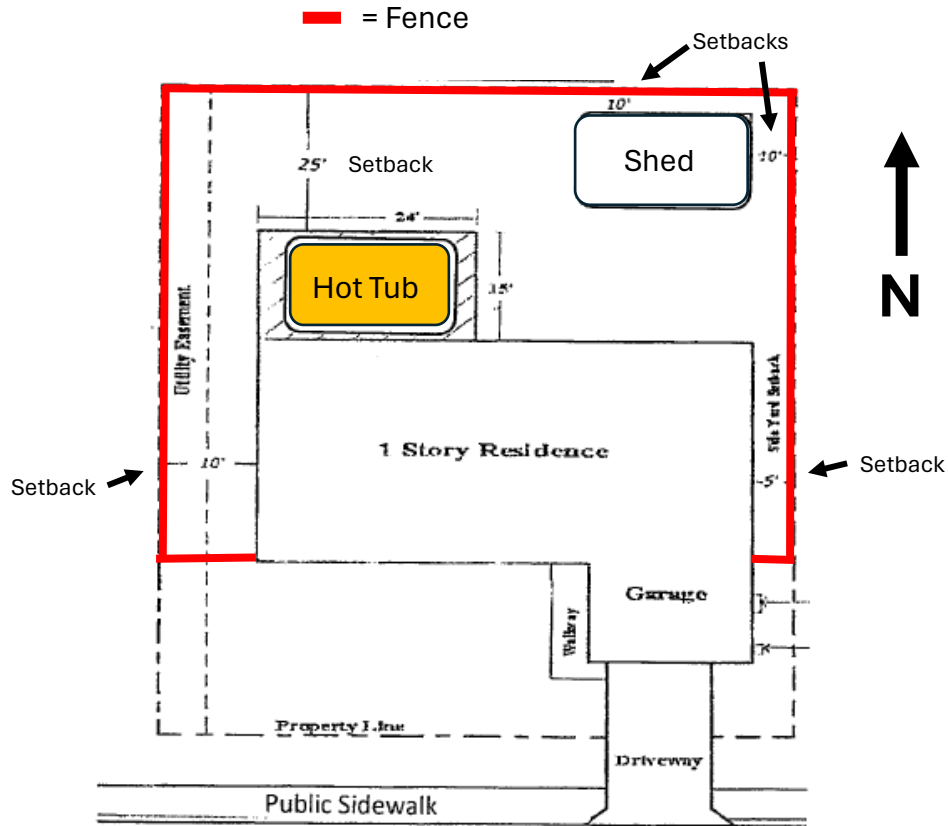 = Fence
Setbacks
10'
Shed
10'
25'
Setback
24'
Hot Tub
15'
N
Utility Easement
Side Yard Setback
1 Story Residence
10'
Setback
5'
Setback
Garage
Walkway
Property Line
Driveway
Public Sidewalk